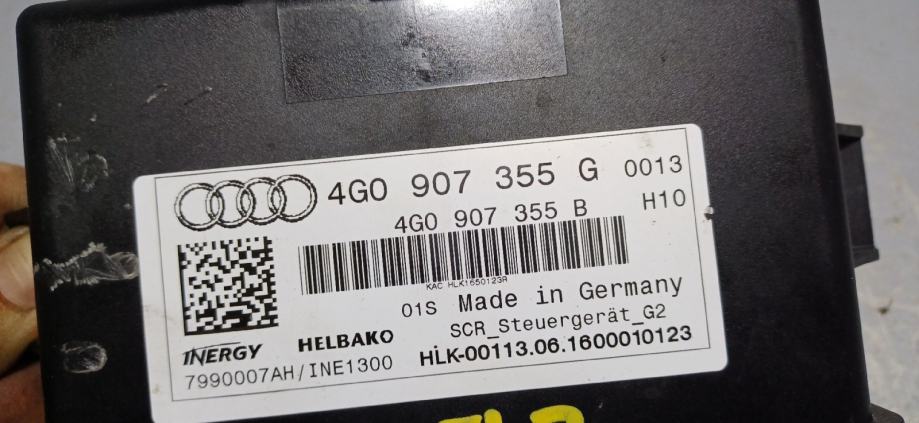 4G0 907 355 G 0013
4G0 907 355 B H10
KAC HLK1650123R
01S Made in Germany
SCR_Steuergerät_G2
INERGY HELBAKO
7990007AH/INE1300
HLK-00113.06.1600010123